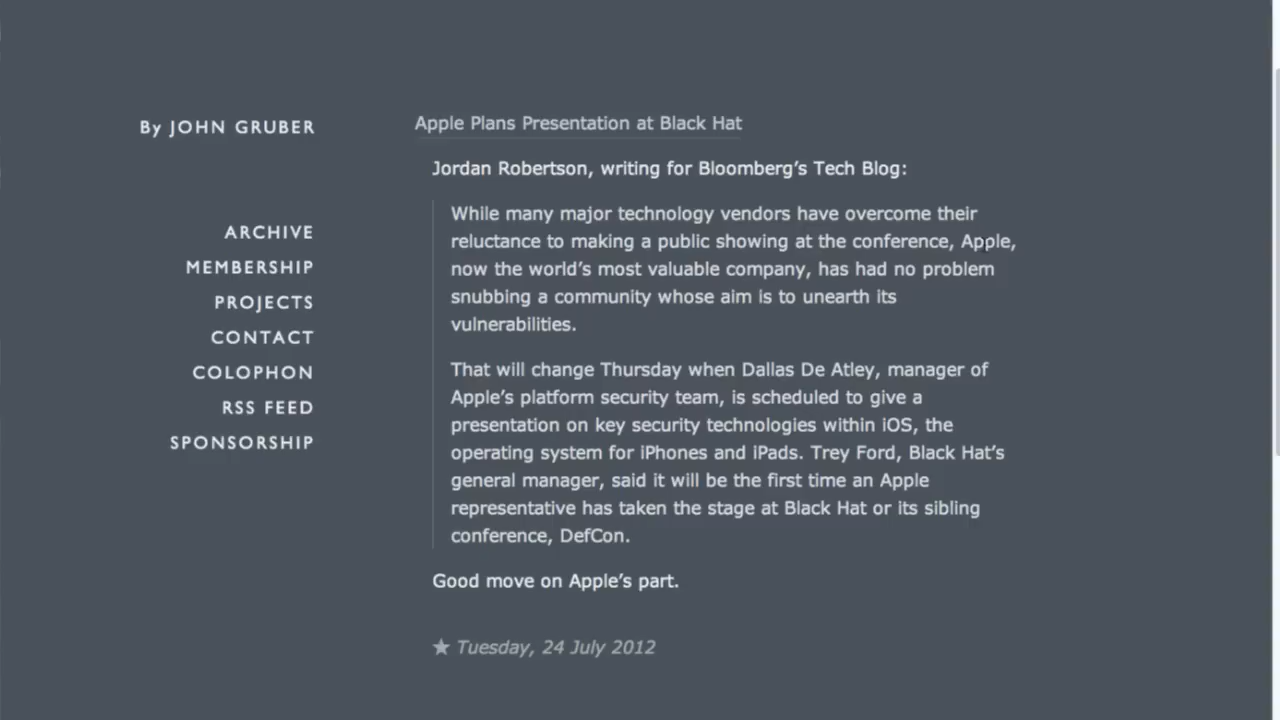 By JOHN GRUBER
ARCHIVE
MEMBERSHIP
PROJECTS
CONTACT
COLOPHON
RSS FEED
SPONSORSHIP
Apple Plans Presentation at Black Hat
Jordan Robertson, writing for Bloomberg’s Tech Blog:
While many major technology vendors have overcome their
reluctance to making a public showing at the conference, Apple,
now the world’s most valuable company, has had no problem
snubbing a community whose aim is to unearth its
vulnerabilities.
That will change Thursday when Dallas De Atley, manager of
Apple’s platform security team, is scheduled to give a
presentation on key security technologies within iOS, the
operating system for iPhones and iPads. Trey Ford, Black Hat’s
general manager, said it will be the first time an Apple
representative has taken the stage at Black Hat or its sibling
conference, DefCon.
Good move on Apple’s part.
★ Tuesday, 24 July 2012